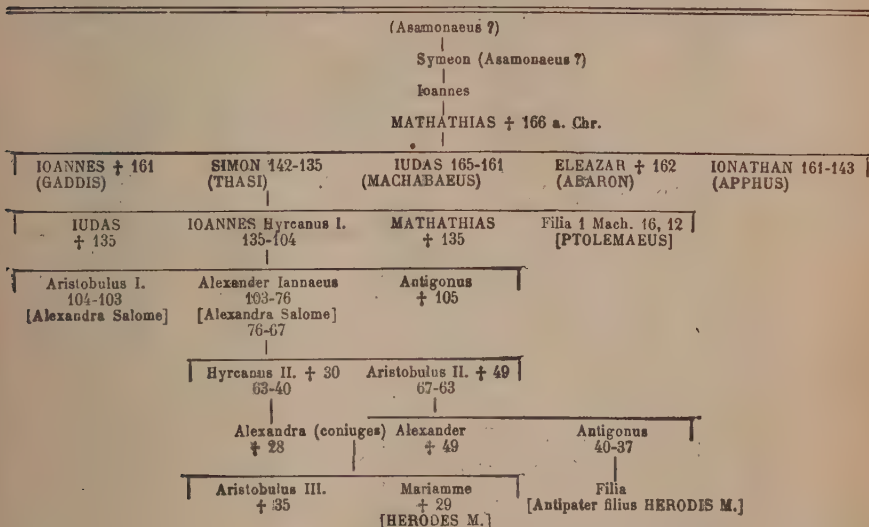 (Asamonaeus ?)
Symeon (Asamonaeus ?)
Ioannes
MATHATHIAS † 166 a. Chr.
IOANNES † 161 SIMON 142-135 IUDAS 165-161 ELEAZAR † 162 IONATHAN 161-143
(GADDIS) (THASI) (MACHABAEUS) (ABARON) (APPHUS)
IUDAS IOANNES Hyrcanus I. MATHATHIAS Filia 1 Mach. 16, 12
† 135 135-104 † 135 [PTOLEMAEUS]
Aristobulus I. Alexander Iannaeus Antigonus
104-103 103-76 † 105
[Alexandra Salome] [Alexandra Salome]
76-67
Hyrcanus II. † 30 Aristobulus II. † 49
63-40 67-63
Alexandra (coniuges) Alexander Antigonus
† 28 † 49 40-37
Aristobulus III. Mariamme Filia
† 35 † 29 [Antipater filius HERODIS M.]
[HERODES M.]